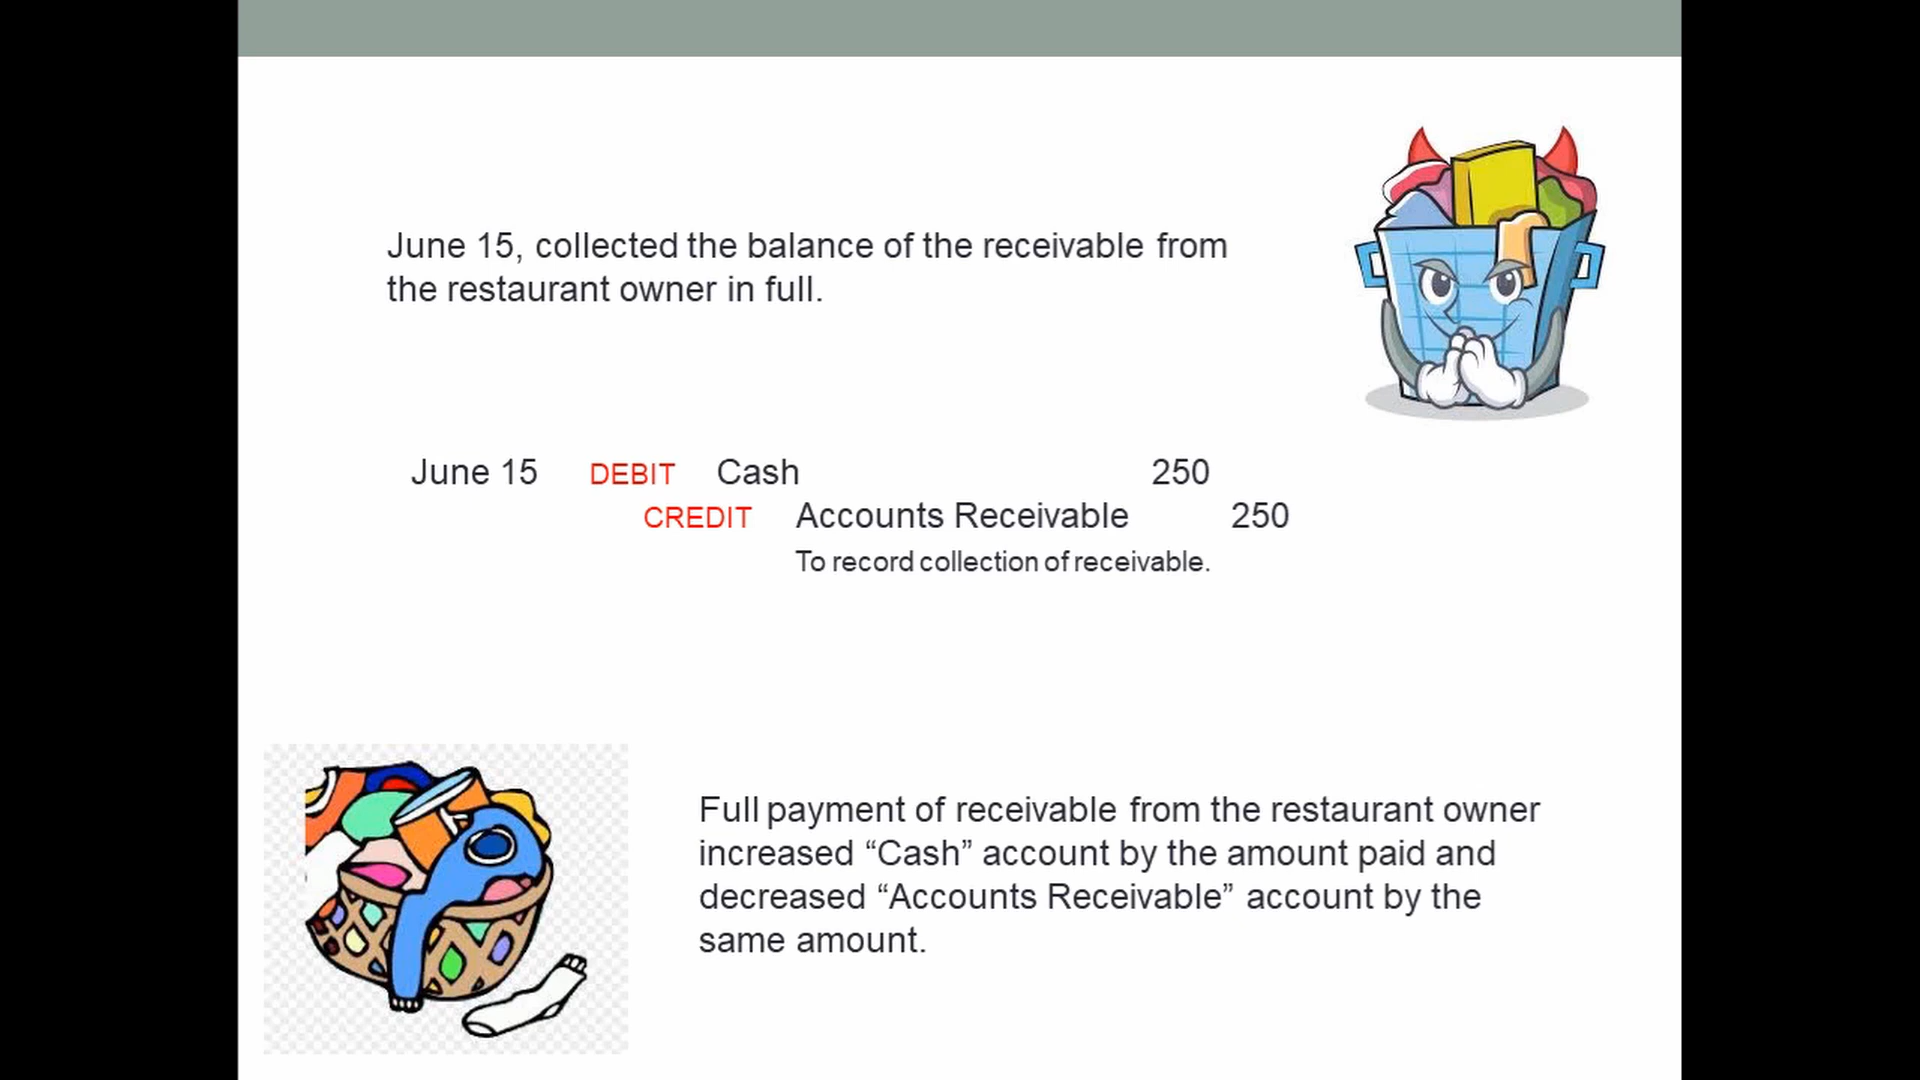 June 15, collected the balance of the receivable from
the restaurant owner in full.
June 15 DEBIT Cash 250
CREDIT Accounts Receivable 250
To record collection of receivable.
Full payment of receivable from the restaurant owner
increased “Cash” account by the amount paid and
decreased “Accounts Receivable” account by the
same amount.